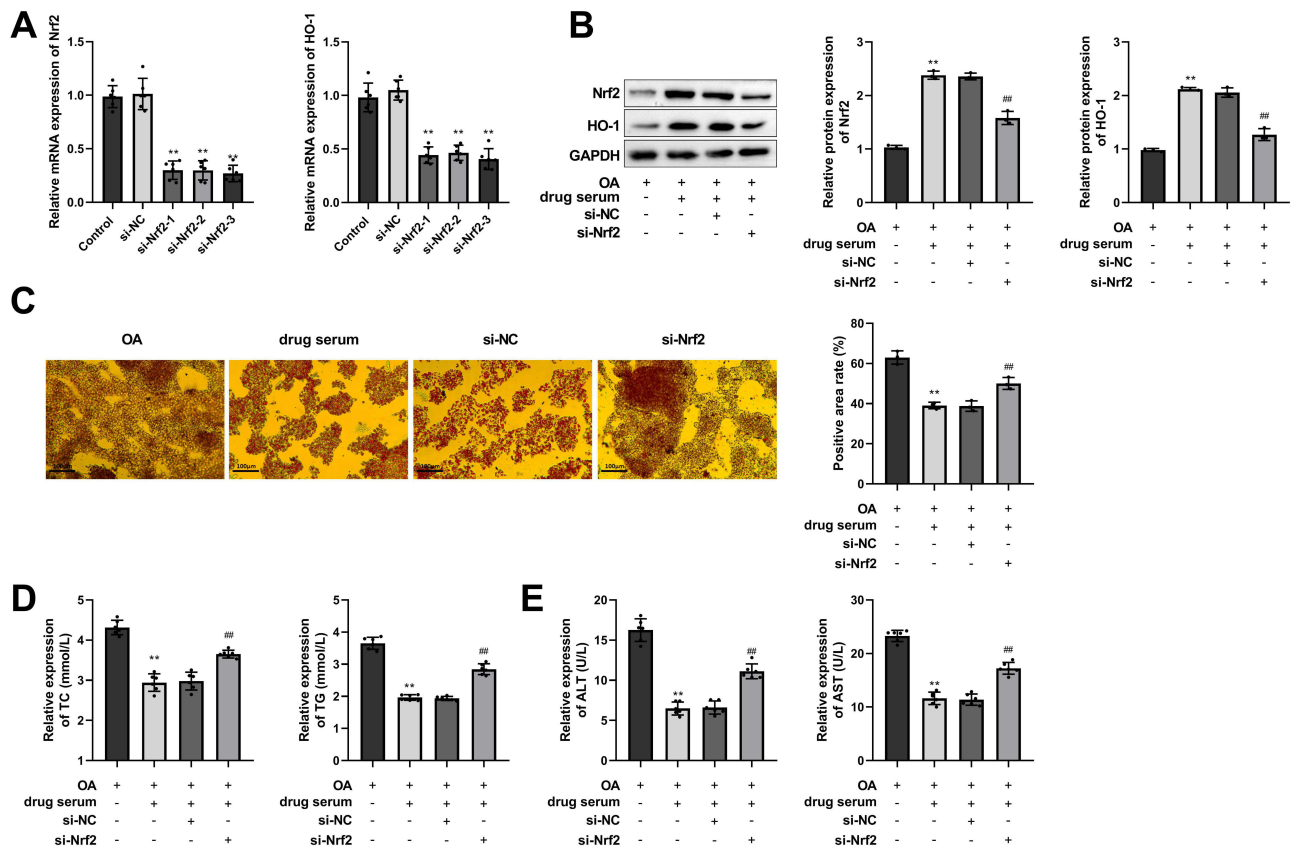 A
Relative mRNA expression of Nrf2
1.5
1.0
0.5
0.0
**
**
**
Control
si-NC
si-Nrf2-1
si-Nrf2-2
si-Nrf2-3
Relative mRNA expression of HO-1
1.5
1.0
0.5
0.0
**
**
**
Control
si-NC
si-Nrf2-1
si-Nrf2-2
si-Nrf2-3
B
Nrf2
HO-1
GAPDH
OA + + + +
drug serum - + + +
si-NC - - + -
si-Nrf2 - - - +
Relative protein expression
of Nrf2
3
2
1
0
**
##
OA + + + +
drug serum - + + +
si-NC - - + -
si-Nrf2 - - - +
Relative protein expression
of HO-1
3
2
1
0
**
##
OA + + + +
drug serum - + + +
si-NC - - + -
si-Nrf2 - - - +
C
OA
drug serum
si-NC
si-Nrf2
100μm
100μm
100μm
100μm
Positive area rate (%)
80
60
40
20
0
**
##
OA + + + +
drug serum - + + +
si-NC - - + -
si-Nrf2 - - - +
D
Relative expression
of TC (mmol/L)
5
4
3
2
1
**
##
OA + + + +
drug serum - + + +
si-NC - - + -
si-Nrf2 - - - +
Relative expression
of TG (mmol/L)
5
4
3
2
1
0
**
##
OA + + + +
drug serum - + + +
si-NC - - + -
si-Nrf2 - - - +
E
Relative expression
of ALT (U/L)
20
15
10
5
0
**
##
OA + + + +
drug serum - + + +
si-NC - - + -
si-Nrf2 - - - +
Relative expression
of AST (U/L)
30
20
10
0
**
##
OA + + + +
drug serum - + + +
si-NC - - + -
si-Nrf2 - - - +